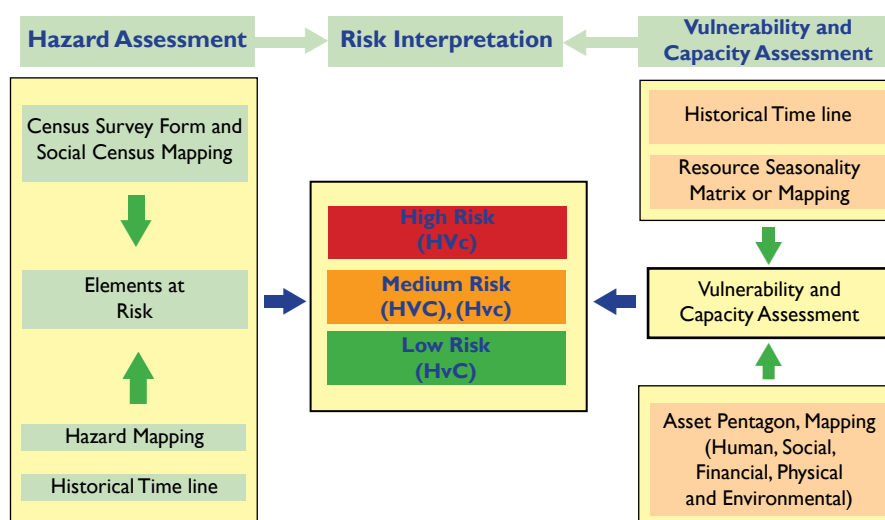 Hazard Assessment
Risk Interpretation
Vulnerability and
Capacity Assessment
Census Survey Form and
Social Census Mapping
Elements at
Risk
Hazard Mapping
Historical Time line
High Risk
(HVc)
Medium Risk
(HVC), (Hvc)
Low Risk
(HvC)
Historical Time line
Resource Seasonality
Matrix or Mapping
Vulnerability and
Capacity Assessment
Asset Pentagon, Mapping
(Human, Social,
Financial, Physical
and Environmental)